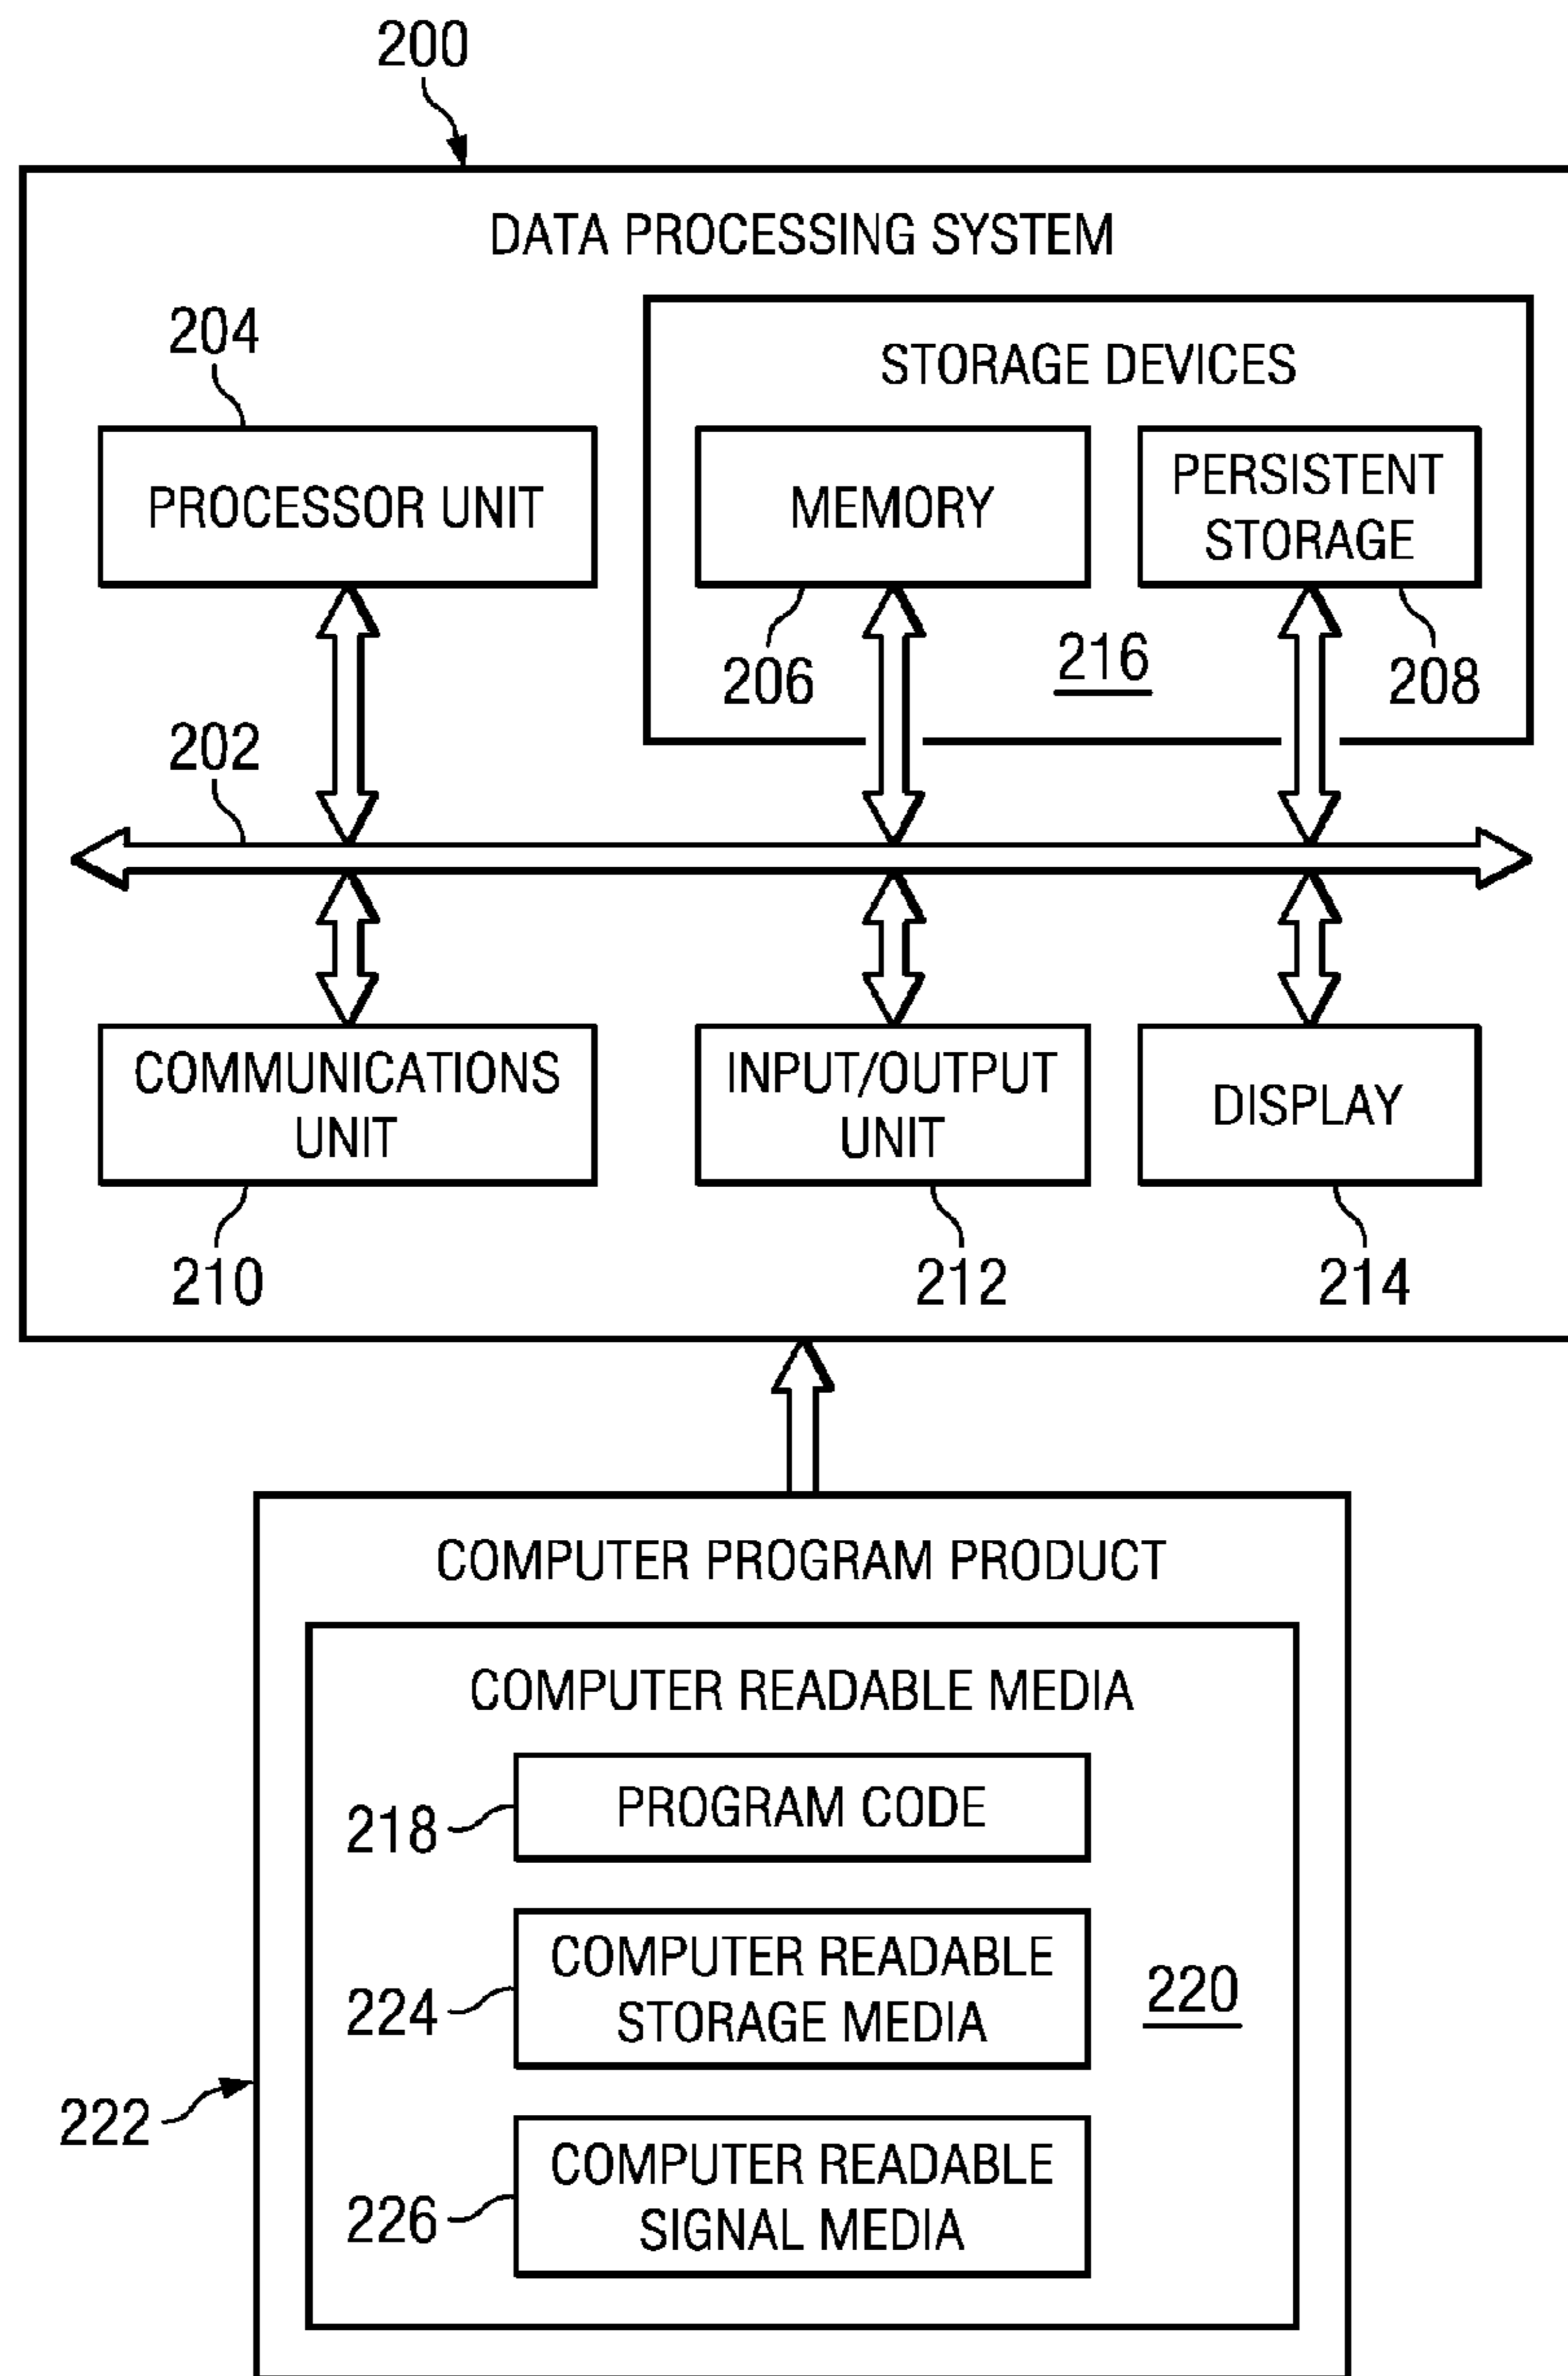 200
DATA PROCESSING SYSTEM
204
STORAGE DEVICES
PROCESSOR UNIT
MEMORY
PERSISTENT
STORAGE
206
216
208
202
COMMUNICATIONS
UNIT
INPUT/OUTPUT
UNIT
DISPLAY
210
212
214
COMPUTER PROGRAM PRODUCT
COMPUTER READABLE MEDIA
218
PROGRAM CODE
224
COMPUTER READABLE
STORAGE MEDIA
220
222
226
COMPUTER READABLE
SIGNAL MEDIA